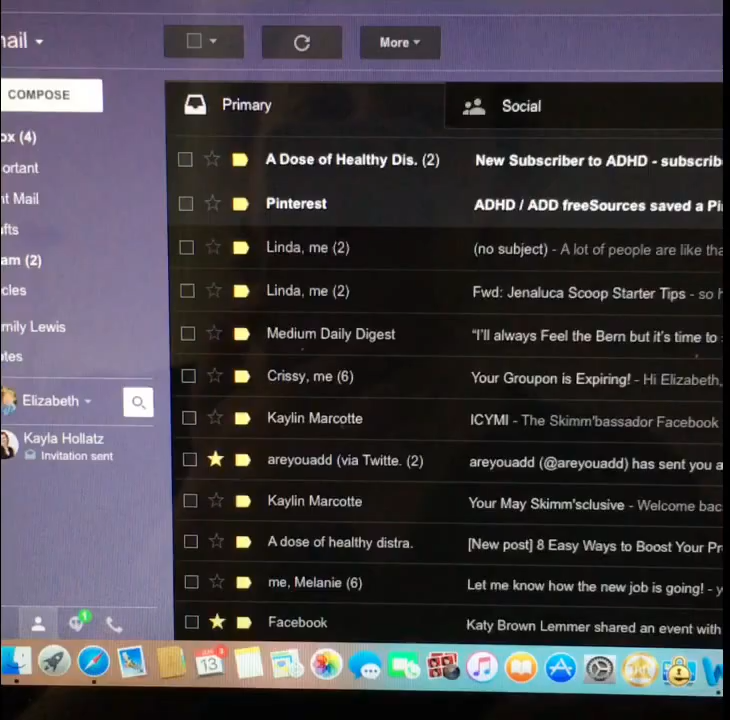 ail
More
COMPOSE
Primary
Social
ox (4)
ortant
nt Mail
fts
am (2)
cles
mily Lewis
tes
Elizabeth
Kayla Hollatz
Invitation sent
A Dose of Healthy Dis. (2) New Subscriber to ADHD - subscrib
Pinterest ADHD / ADD freeSources saved a Pi
Linda, me (2) (no subject) - A lot of people are like tha
Linda, me (2) Fwd: Jenaluca Scoop Starter Tips - so h
Medium Daily Digest “I'll always Feel the Bern but it's time to
Crissy, me (6) Your Groupon is Expiring! - Hi Elizabeth,
Kaylin Marcotte ICYMI - The Skimm'bassador Facebook
areyouadd (via Twitte. (2) areyouadd (@areyouadd) has sent you a
Kaylin Marcotte Your May Skimm'sclusive - Welcome bac
A dose of healthy distra. [New post] 8 Easy Ways to Boost Your Pr
me, Melanie (6) Let me know how the new job is going! - y
Facebook Katy Brown Lemmer shared an event with
1
13